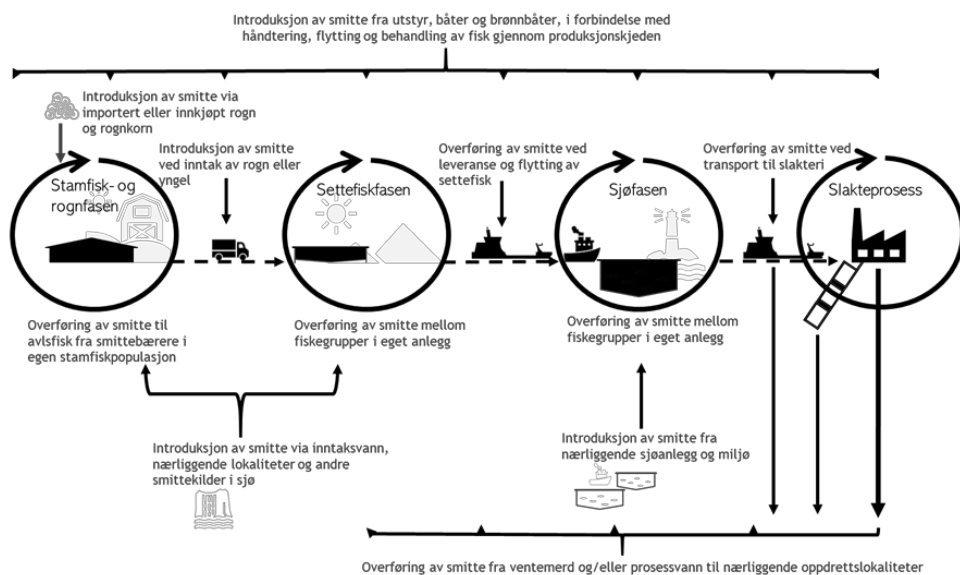 Introduksjon av smitte fra utstyr, båter og brønnbåter, i forbindelse med
håndtering, flytting og behandling av fisk gjennom produksjonskjeden
Introduksjon av smitte via
importert eller innkjøpt rogn
og rognkorn
Introduksjon av smitte
ved inntak av rogn eller
yngel
Overføring av smitte ved
leveranse og flytting av
settefisk
Overføring av smitte ved
transport til slakteri
Stamfisk- og
rognfasen
Settefiskfasen
Sjøfasen
Slakteprosess
Overføring av smitte til
avlsfisk fra smittebærere i
egen stamfiskpopulasjon
Overføring av smitte mellom
fiskegrupper i eget anlegg
Overføring av smitte mellom
fiskegrupper i eget anlegg
Introduksjon av smitte via inntaksvann,
nærliggende lokaliteter og andre
smittekilder i sjø
Introduksjon av smitte fra
nærliggende sjøanlegg og miljø
Overføring av smitte fra ventemerd og/eller prosessvann til nærliggende oppdrettslokaliteter